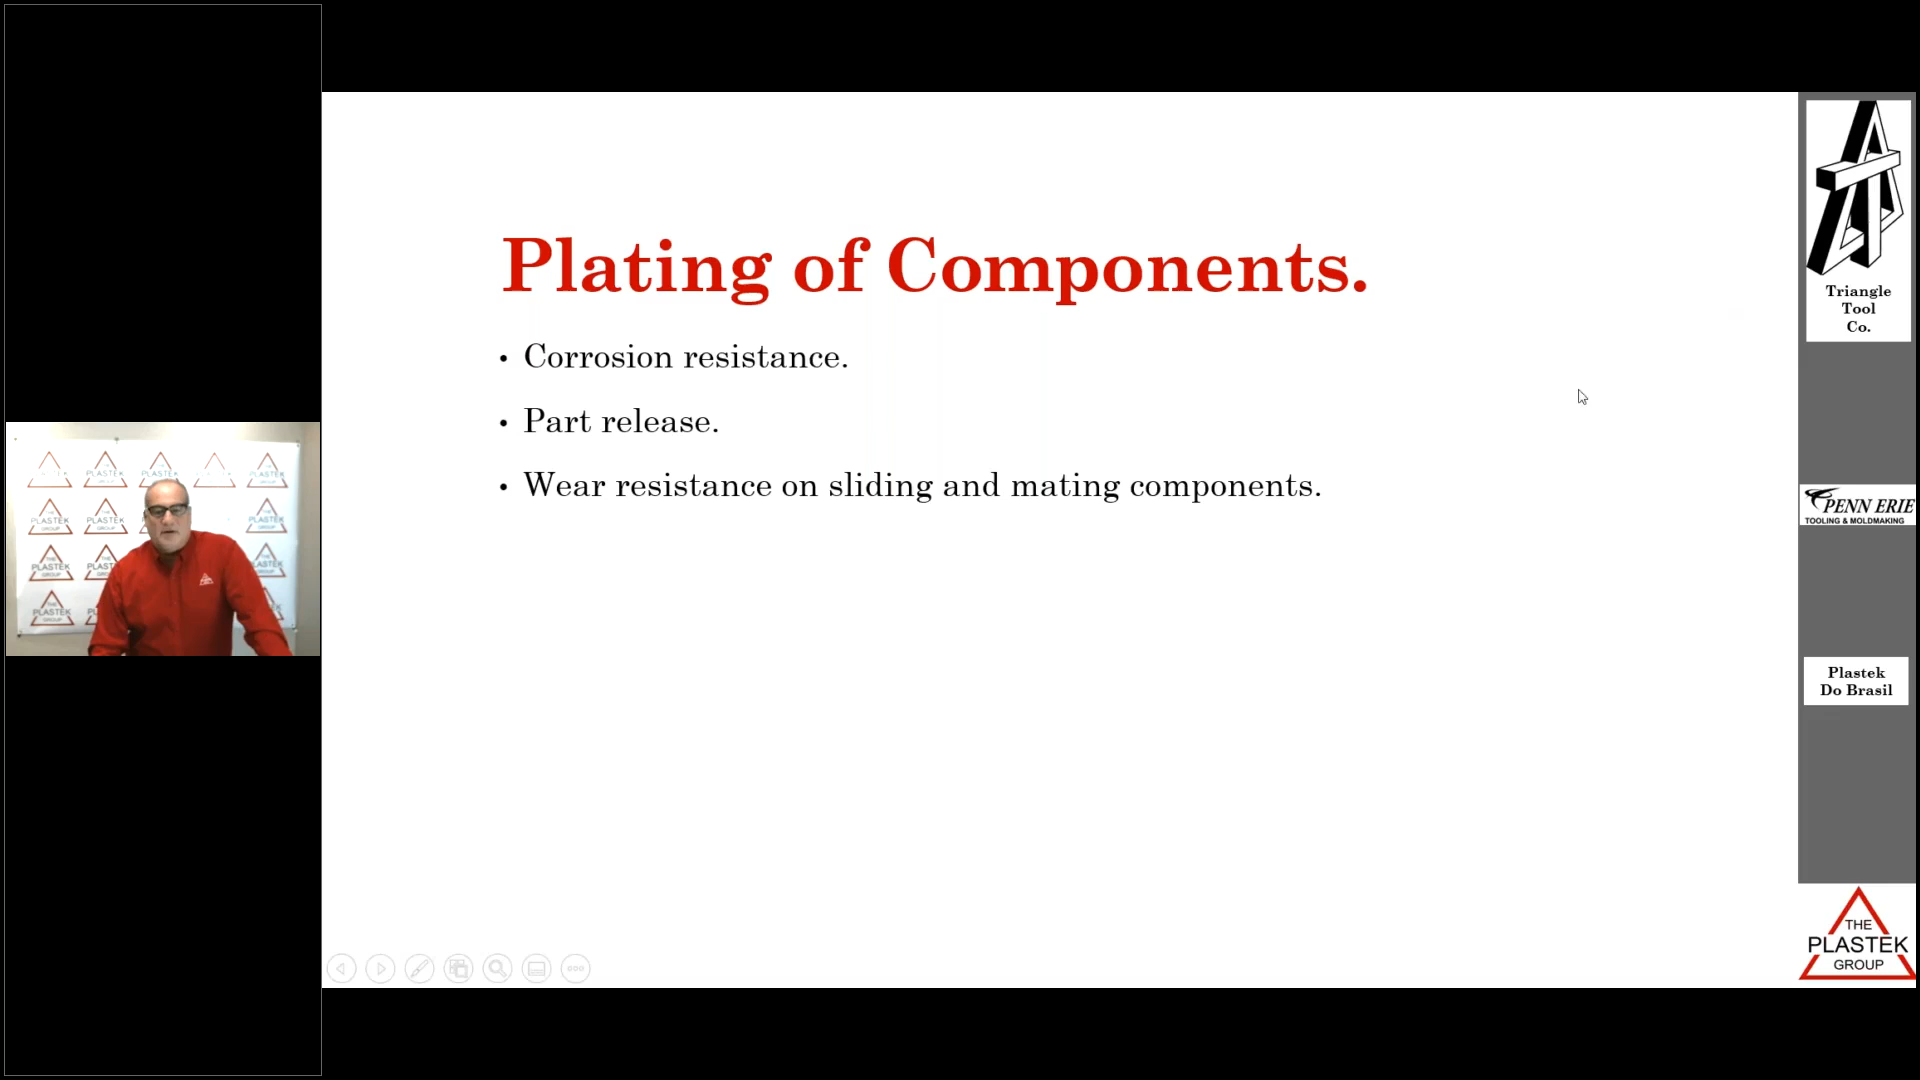 Plating of Components.
• Corrosion resistance.
• Part release.
• Wear resistance on sliding and mating components.
Triangle
Tool
Co.
PENN ERIE
TOOLING & MOLDMAKING
Plastek
Do Brasil
THE
PLASTEK
GROUP